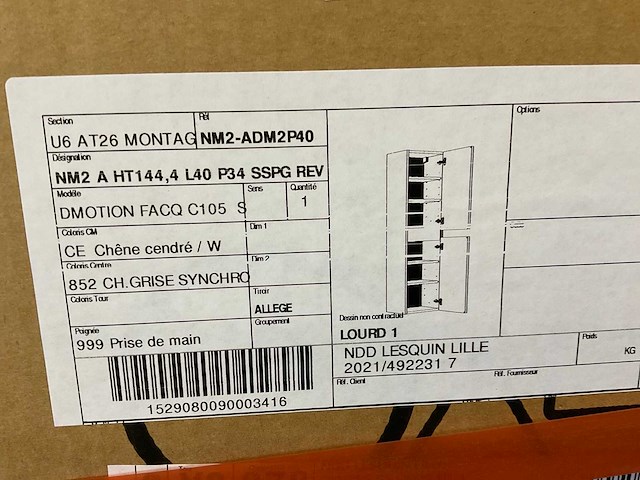 Section
Réf.
U6 AT26 MONTAG NM2-ADM2P40
Désignation
NM2 A HT144,4 L40 P34 SSPG REV
Modèle
Sens
Quantité
DMOTION FACQ C105 S
1
Coloris CM
Dim 1
CE Chêne cendré / W
Coloris Centre
Dim 2
852 CH.GRISE SYNCHRO
Coloris Tour
Tiroir
ALLEGE
Poignée
Groupement
999 Prise de main
1529080090003416
Options
Dessin non contractuel
LOURD 1
NDD LESQUIN LILLE
2021/492231 7
Poids
KG
Réf. Client
Réf. Fournisseur